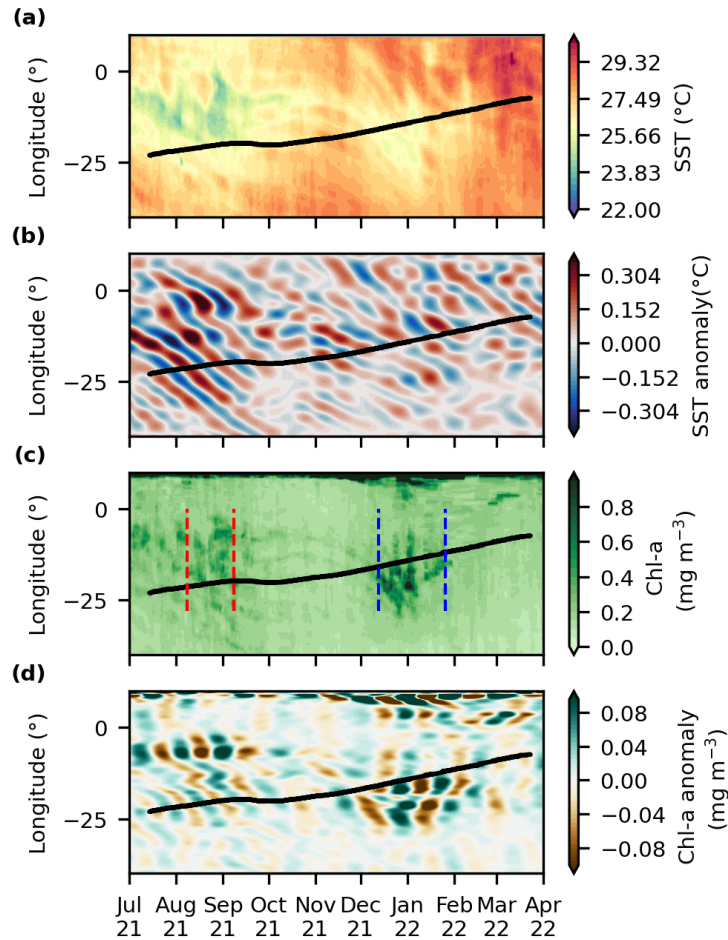 (a)
Longitude (°)
0
−25
29.32
27.49
25.66
23.83
22.00
SST (°C)
(b)
Longitude (°)
0
−25
0.304
0.152
0.000
−0.152
−0.304
SST anomaly(°C)
(c)
Longitude (°)
0
−25
0.8
0.6
0.4
0.2
0.0
Chl-a
(mg m⁻³)
(d)
Longitude (°)
0
−25
0.08
0.04
0.00
−0.04
−0.08
Chl-a anomaly
(mg m⁻³)
Jul Aug Sep Oct Nov Dec Jan Feb Mar Apr
21 21 21 21 21 21 22 22 22 22